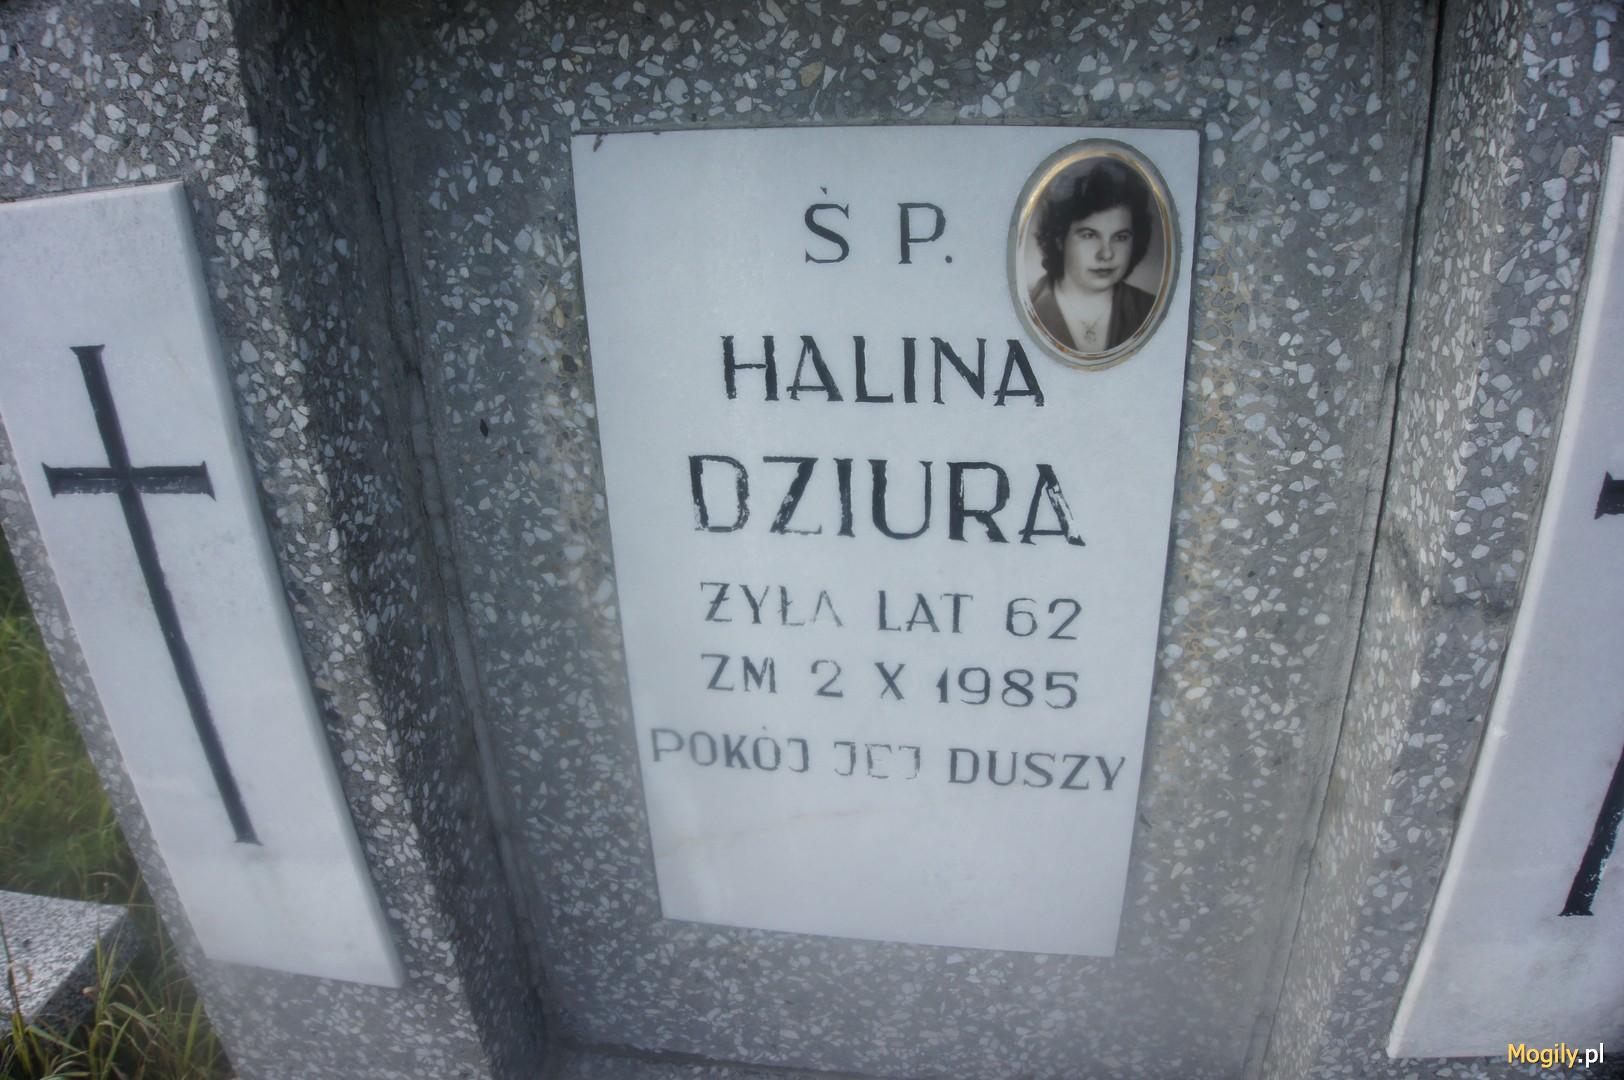 Ś P.
HALINA
DZIURA
ŻYŁA LAT 62
ZM 2 X 1985
POKÓJ JEJ DUSZY
Mogily.pl